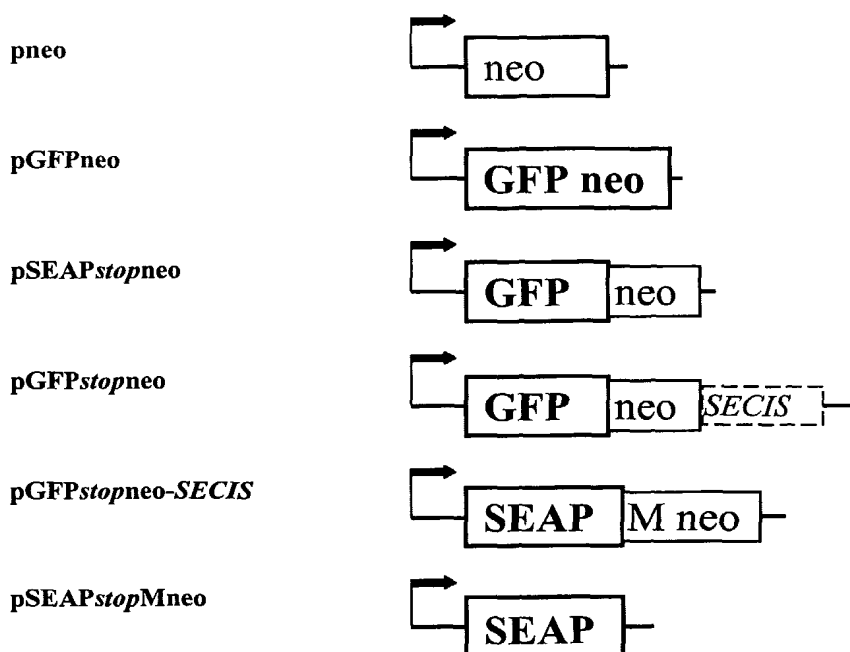 pneo
neo
pGFPneo
GFP neo
pSEAPstopneo
GFP neo
pGFPstopneo
GFP neo SECIS
pGFPstopneo-SECIS
SEAP M neo
pSEAPstopMneo
SEAP